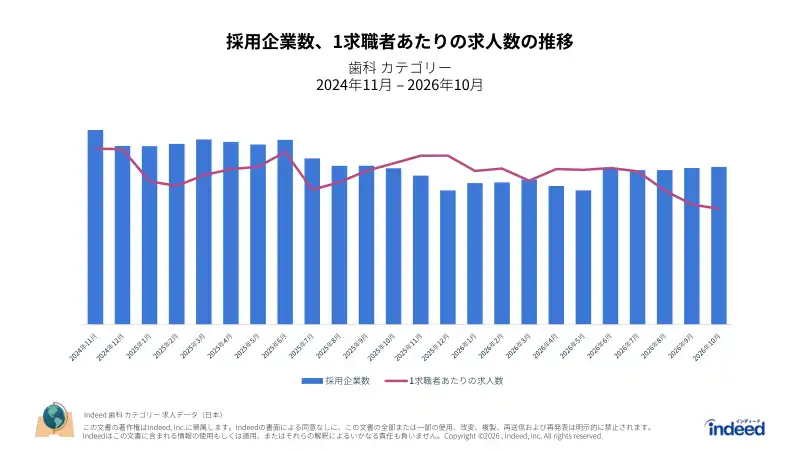 採用企業数、1求職者あたりの求人数の推移
歯科 カテゴリー
2024年11月 – 2026年10月
2024年11月
2024年12月
2025年1月
2025年2月
2025年3月
2025年4月
2025年5月
2025年6月
2025年7月
2025年8月
2025年9月
2025年10月
2025年11月
2025年12月
2026年1月
2026年2月
2026年3月
2026年4月
2026年5月
2026年6月
2026年7月
2026年8月
2026年9月
2026年10月
採用企業数
1求職者あたりの求人数
Indeed 歯科 カテゴリー 求人データ（日本）
この文書の著作権はIndeed, Inc.に帰属します。Indeedの書面による同意なしに、この文書の全部または一部の使用、改変、複製、再送信および再発表は明示的に禁止されます。
Indeedはこの文書に含まれる情報の使用もしくは適用、またはそれらの解釈によるいかなる責任も負いません。Copyright ©2026 , Indeed, Inc. All rights reserved.
インディード
indeed